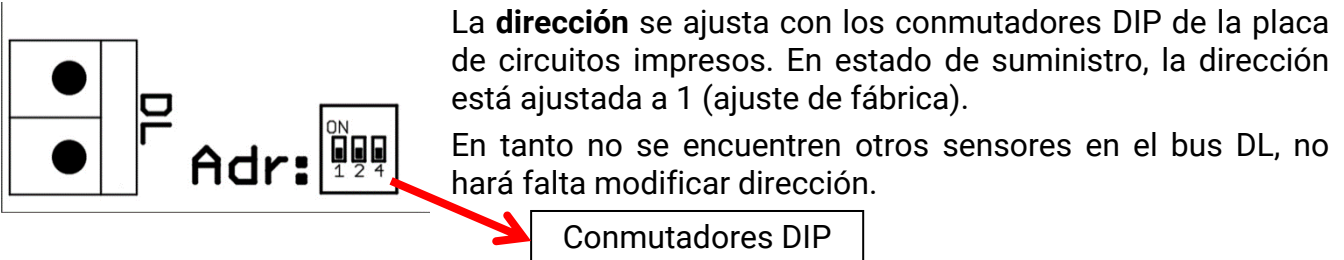 La dirección se ajusta con los conmutadores DIP de la placa
de circuitos impresos. En estado de suministro, la dirección
está ajustada a 1 (ajuste de fábrica).
En tanto no se encuentren otros sensores en el bus DL, no
hará falta modificar dirección.
DL
Adr:
ON
1 2 4
Conmutadores DIP